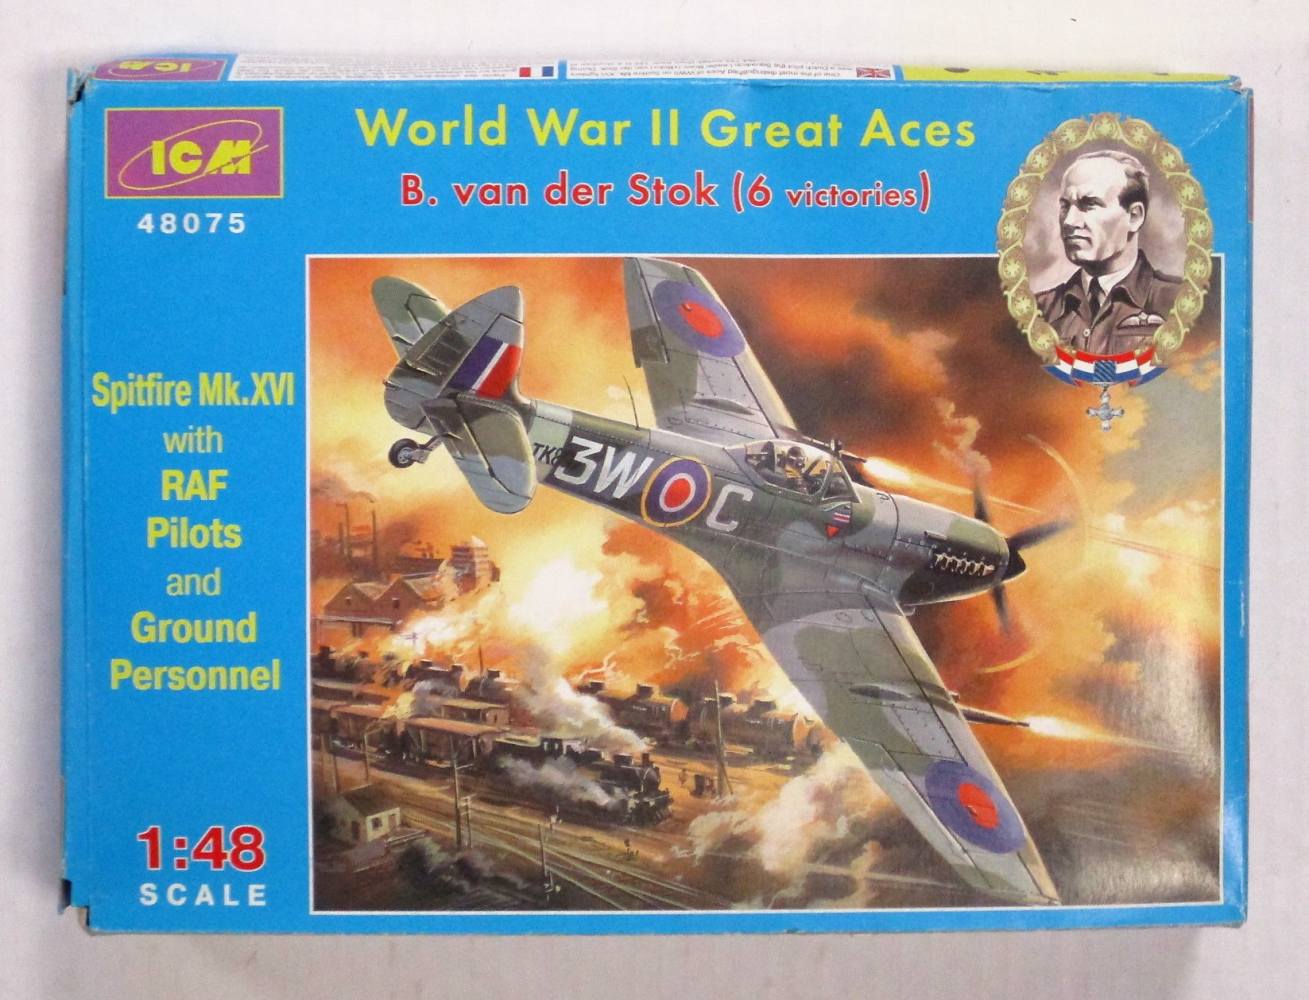 ICM
World War II Great Aces
B. van der Stok (6 victories)
ICM
48075
Spitfire Mk.XVI
with
RAF
Pilots
and
Ground
Personnel
1:48
SCALE
3W C